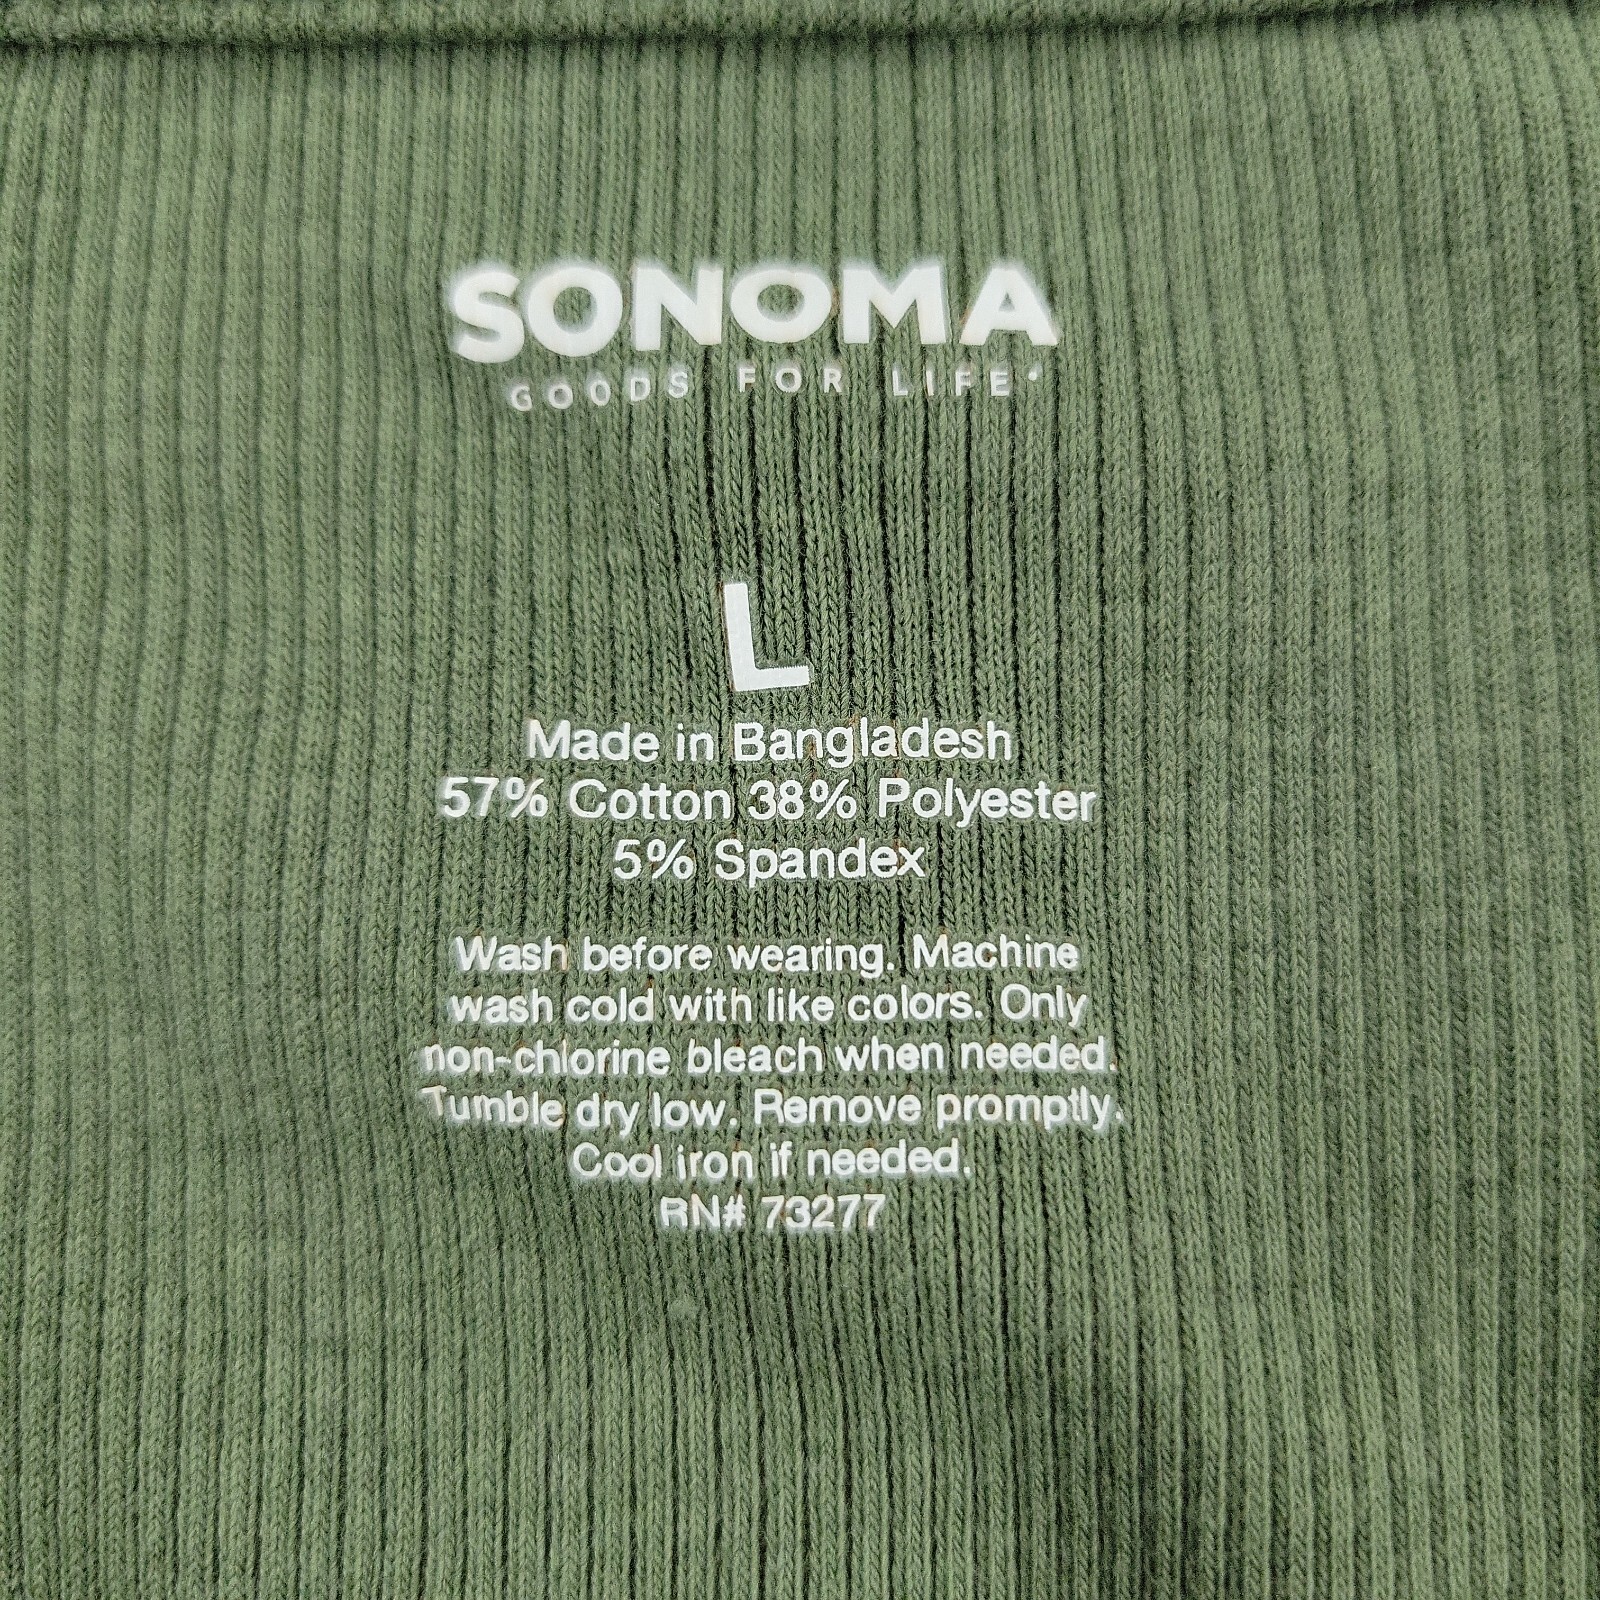 SONOMA
GOODS FOR LIFE
L
Made in Bangladesh
57% Cotton 38% Polyester
5% Spandex
Wash before wearing. Machine
wash cold with like colors. Only
non-chlorine bleach when needed.
Tumble dry low. Remove promptly.
Cool iron if needed.
RN# 73277